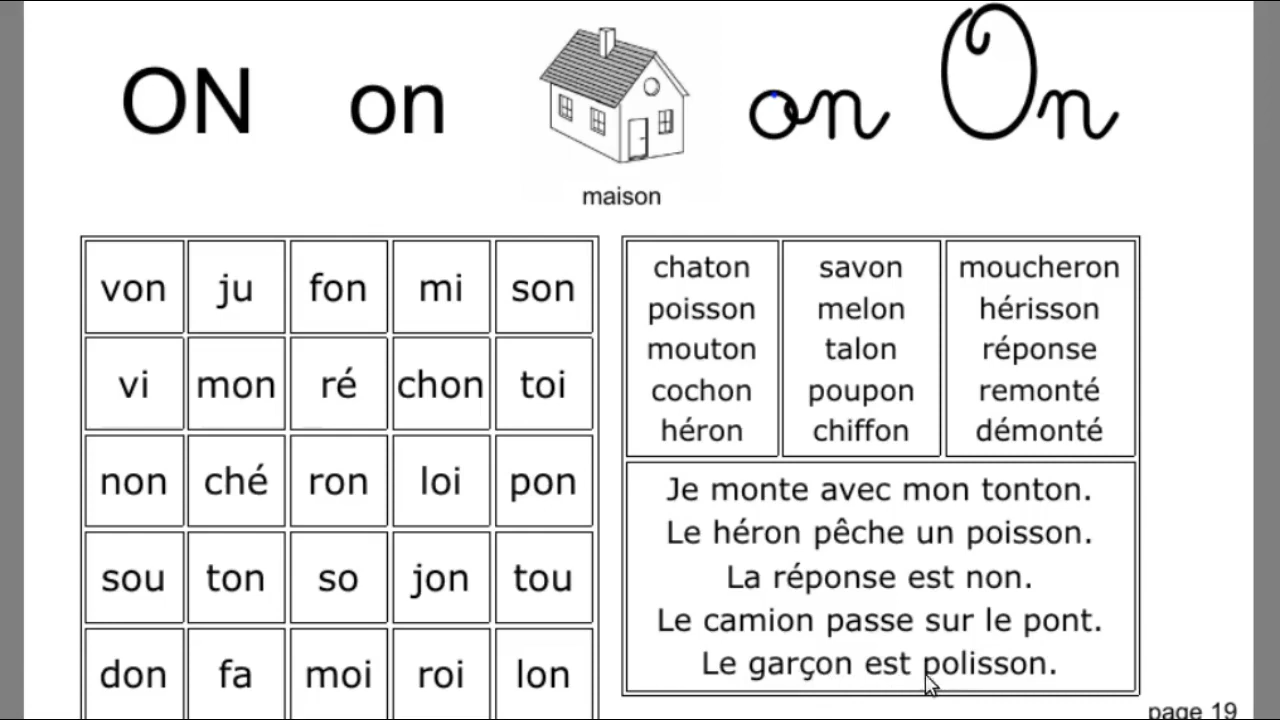 ON on on On
maison
von ju fon mi son
vi mon ré chon toi
non ché ron loi pon
sou ton so jon tou
don fa moi roi lon
chaton savon moucheron
poisson melon hérisson
mouton talon réponse
cochon poupon remonté
héron chiffon démonté
Je monte avec mon tonton.
Le héron pêche un poisson.
La réponse est non.
Le camion passe sur le pont.
Le garçon est polisson.
page 19